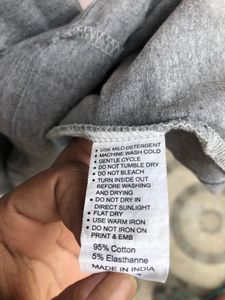 • USE MILD DETERGENT
• MACHINE WASH COLD
• GENTLE CYCLE
• DO NOT TUMBLE DRY
• DO NOT BLEACH
• TURN INSIDE OUT
BEFORE WASHING
AND DRYING
• DO NOT DRY IN
DIRECT SUNLIGHT
• FLAT DRY
• USE WARM IRON
• DO NOT IRON ON
PRINT & EMB
95% Cotton
5% Elasthanne
MADE IN INDIA